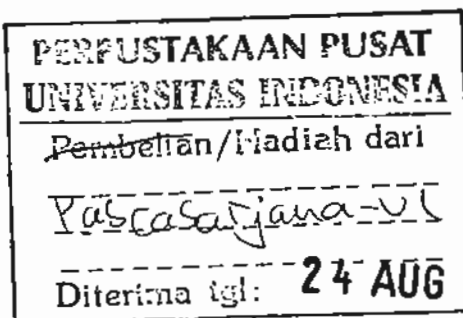 PERPUSTAKAAN PUSAT
UNIVERSITAS INDONESIA
Pembelian/Hadiah dari
Pascasarjana-UI
Diterima tgl: 24 AUG